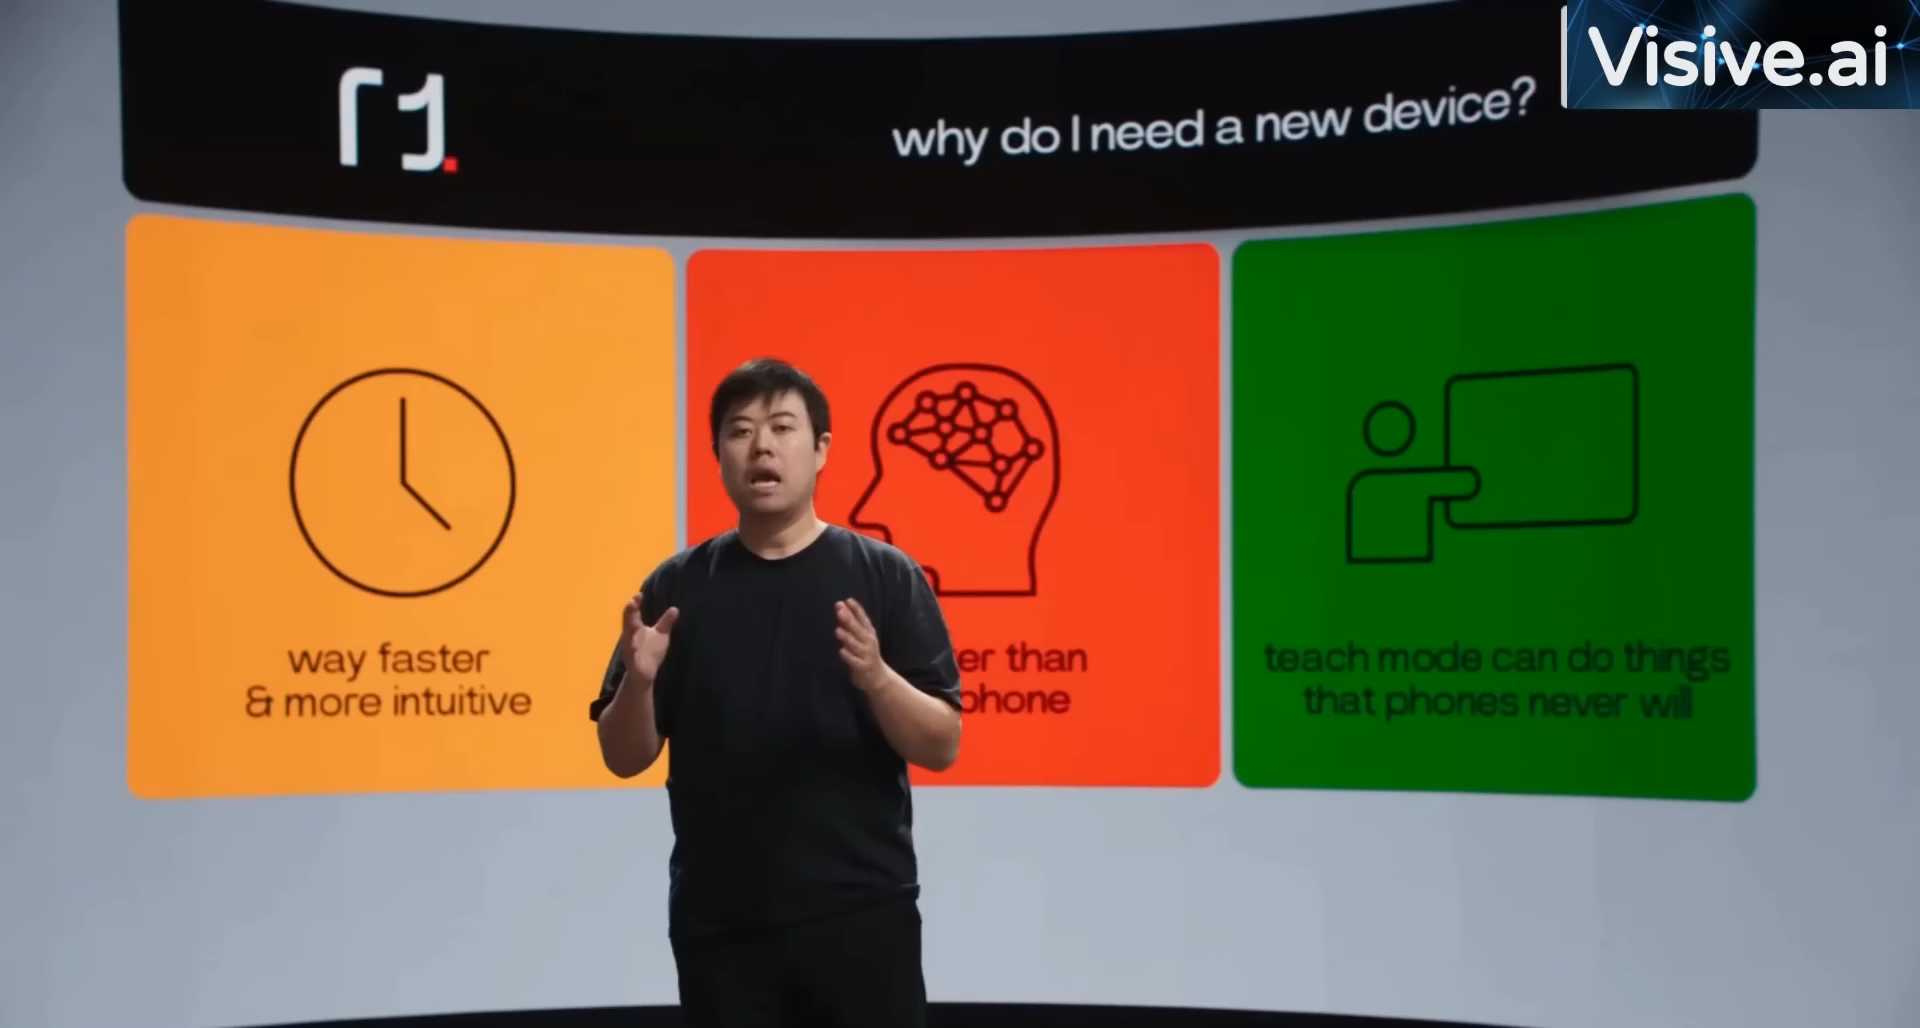 Visive.ai
r1.
why do I need a new device?
way faster
& more intuitive
than
phone
teach mode can do things
that phones never will